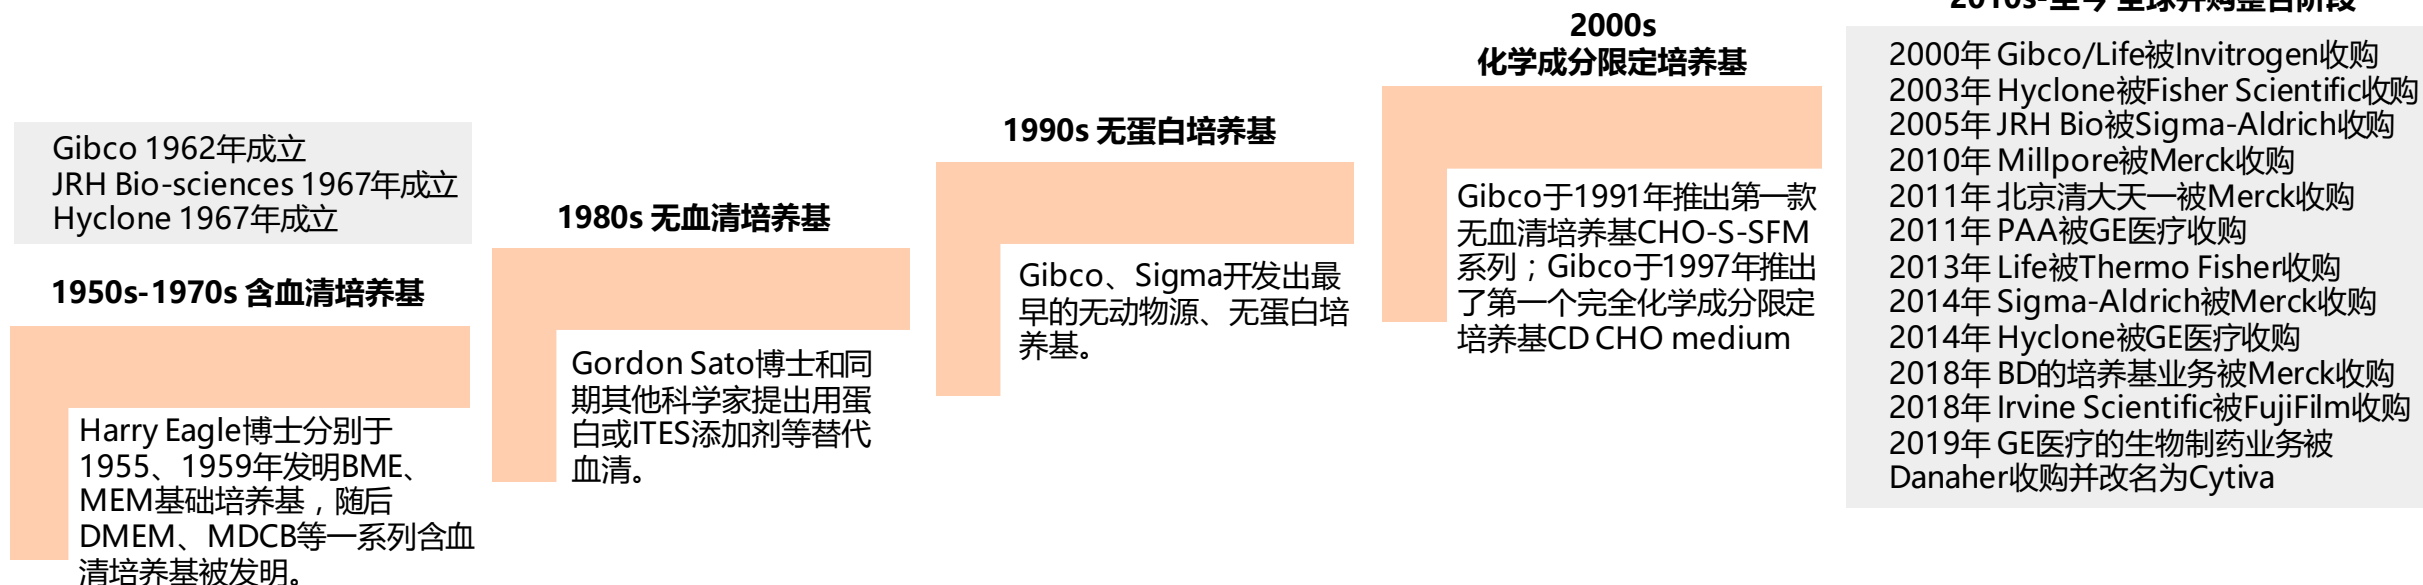 Gibco 1962年成立
JRH Bio-sciences 1967年成立
Hyclone 1967年成立
1950s-1970s 含血清培养基
Harry Eagle博士分别于
1955、1959年发明BME、
MEM基础培养基，随后
DMEM、MDCB等一系列含血
清培养基被发明。
1980s 无血清培养基
Gordon Sato博士和同
期其他科学家提出用蛋
白或ITES添加剂等替代
血清。
1990s 无蛋白培养基
Gibco、Sigma开发出最
早的无动物源、无蛋白培
养基。
2000s
化学成分限定培养基
Gibco于1991年推出第一款
无血清培养基CHO-S-SFM
系列；Gibco于1997年推出
了第一个完全化学成分限定
培养基CD CHO medium
2010s-至今 全球并购整合阶段
2000年 Gibco/Life被Invitrogen收购
2003年 Hyclone被Fisher Scientific收购
2005年 JRH Bio被Sigma-Aldrich收购
2010年 Millpore被Merck收购
2011年 北京清大天一被Merck收购
2011年 PAA被GE医疗收购
2013年 Life被Thermo Fisher收购
2014年 Sigma-Aldrich被Merck收购
2014年 Hyclone被GE医疗收购
2018年 BD的培养基业务被Merck收购
2018年 Irvine Scientific被FujiFilm收购
2019年 GE医疗的生物制药业务被
Danaher收购并改名为Cytiva